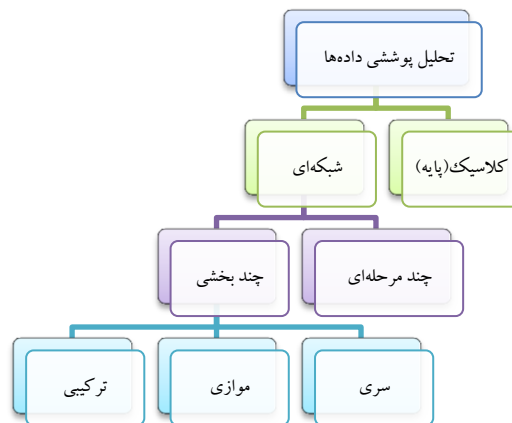 تحلیل پوششی داده‌ها
کلاسیک(پایه)
شبکه‌ای
چند مرحله‌ای
چند بخشی
سری
موازی
ترکیبی